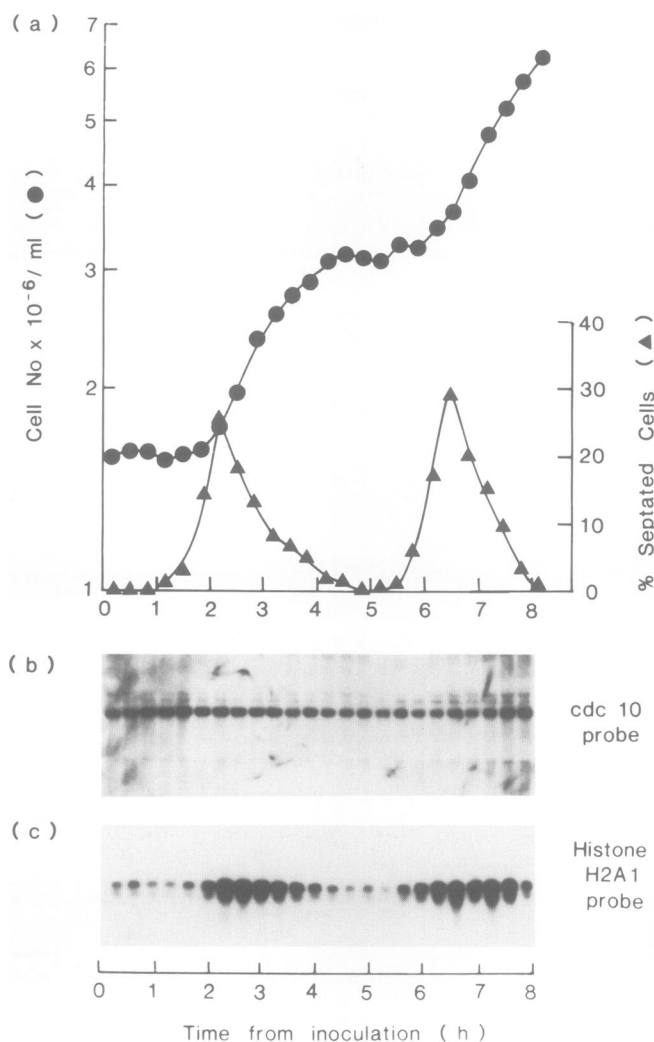 (a)
7
6
5
4
3
2
1
Cell No x 10⁻⁶/ ml (●)
40
30
20
10
0
% Septated Cells (▲)
0 1 2 3 4 5 6 7 8
(b)
cdc 10
probe
(c)
Histone
H2A1
probe
0 1 2 3 4 5 6 7 8
Time from inoculation (h)